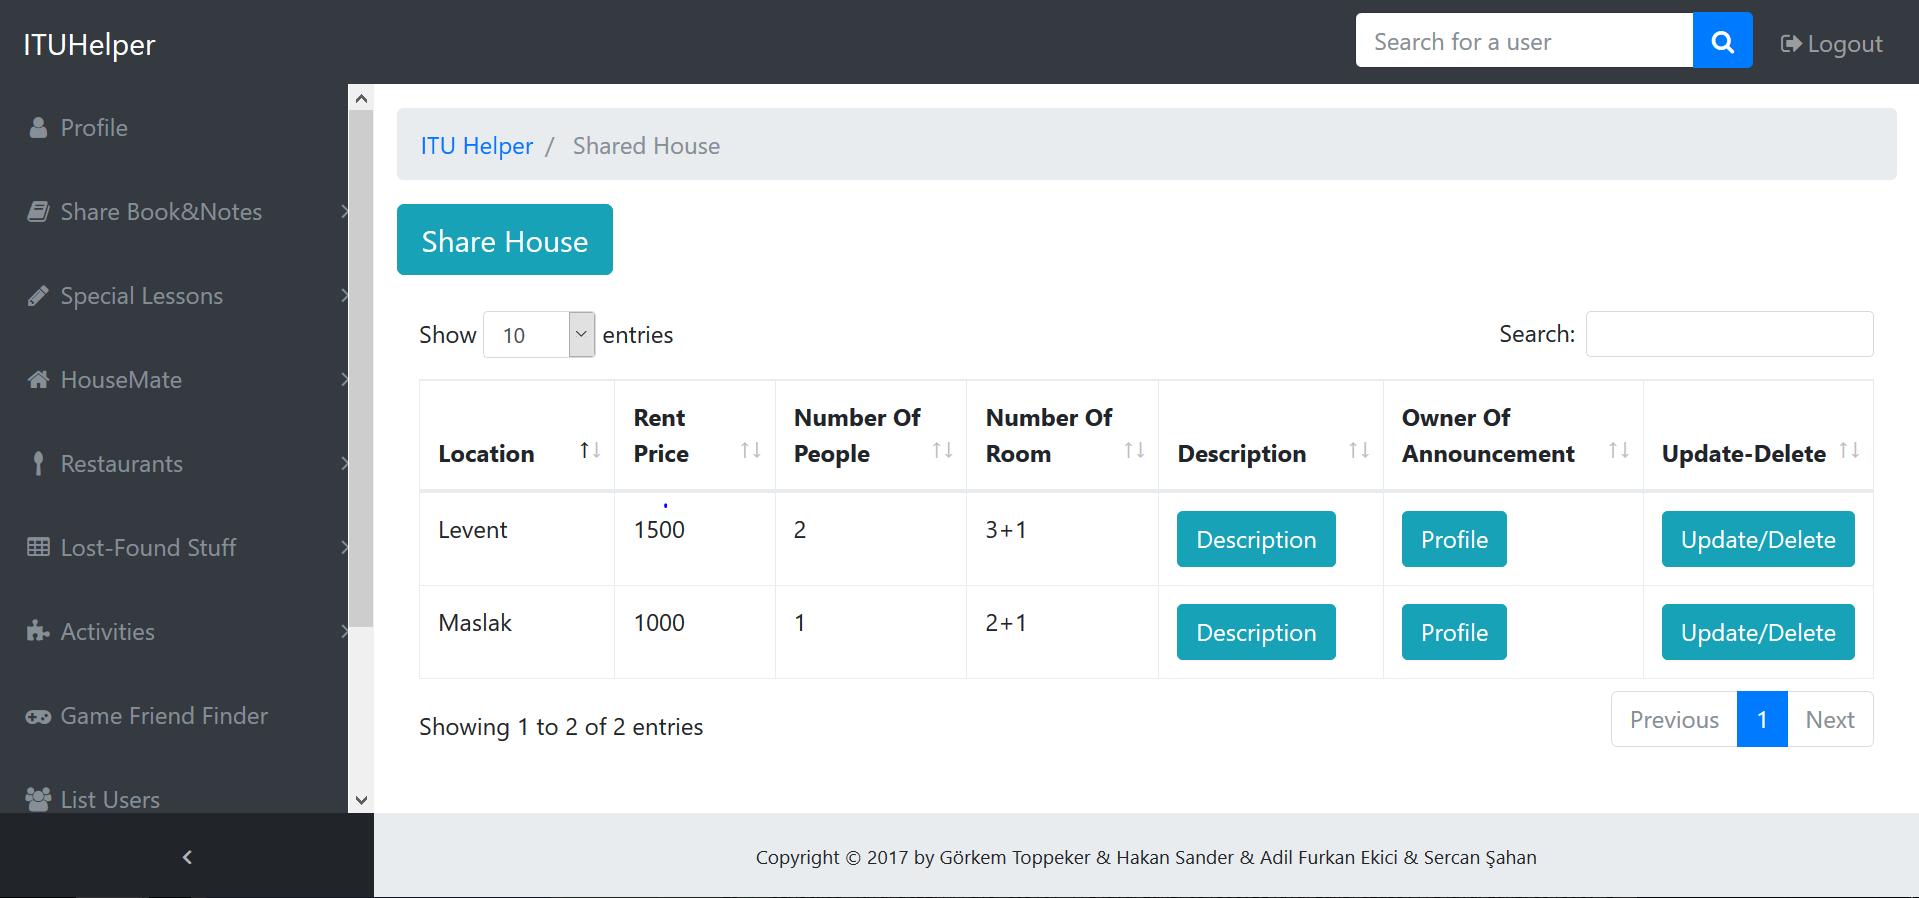 ITUHelper
Search for a user
Logout
Profile
Share Book&Notes
Special Lessons
HouseMate
Restaurants
Lost-Found Stuff
Activities
Game Friend Finder
List Users
ITU Helper / Shared House
Share House
Show 10 entries
Search:
Location
Rent Price
Number Of People
Number Of Room
Description
Owner Of Announcement
Update-Delete
Levent 1500 2 3+1 Description Profile Update/Delete
Maslak 1000 1 2+1 Description Profile Update/Delete
Showing 1 to 2 of 2 entries
Previous 1 Next
Copyright © 2017 by Görkem Toppeker & Hakan Sander & Adil Furkan Ekici & Sercan Şahan